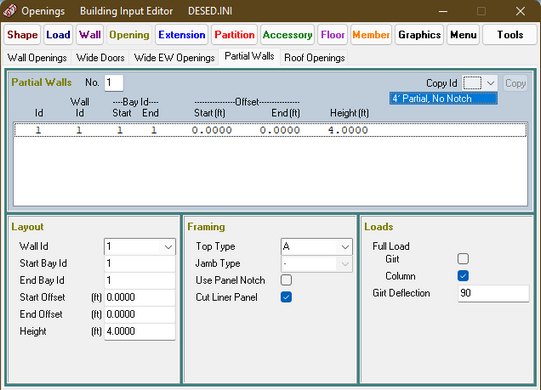 Openings Building Input Editor DESED.INI
Shape Load Wall Opening Extension Partition Accessory Floor Member Graphics Menu Tools
Wall Openings Wide Doors Wide EW Openings Partial Walls Roof Openings
Partial Walls No. 1 Copy Id Copy
4' Partial, No Notch
Wall ----Bay Id---- ---------------Offset---------------
Id Id Start End Start (ft) End (ft) Height (ft)
1 1 1 1 0.0000 0.0000 4.0000
Layout
Wall Id 1
Start Bay Id 1
End Bay Id 1
Start Offset (ft) 0.0000
End Offset (ft) 0.0000
Height (ft) 4.0000
Framing
Top Type A
Jamb Type -
Use Panel Notch
Cut Liner Panel
Loads
Full Load
Girt
Column
Girt Deflection 90